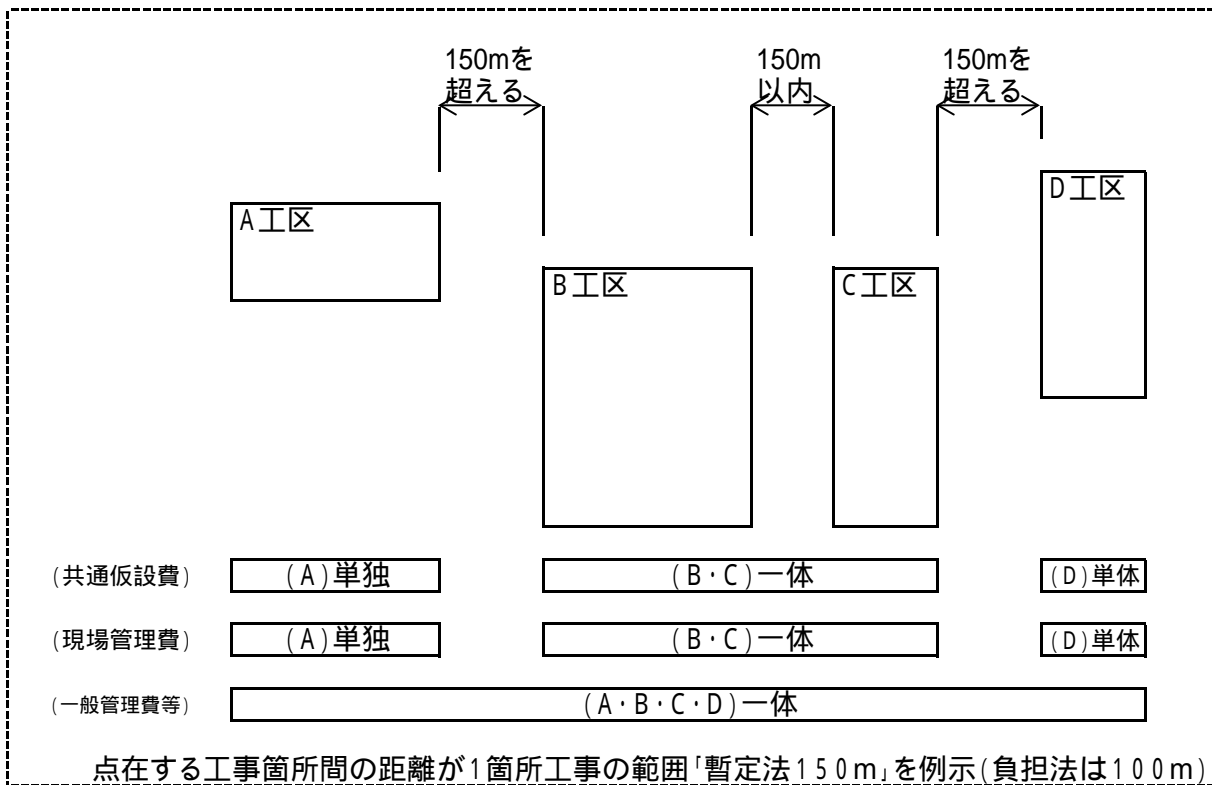 150mを
超える
150m
以内
150mを
超える
A工区
B工区
C工区
D工区
(共通仮設費)
(A)単独
(B・C)一体
(D)単体
(現場管理費)
(A)単独
(B・C)一体
(D)単体
(一般管理費等)
(A・B・C・D)一体
点在する工事箇所間の距離が1箇所工事の範囲「暫定法150m」を例示(負担法は100m)